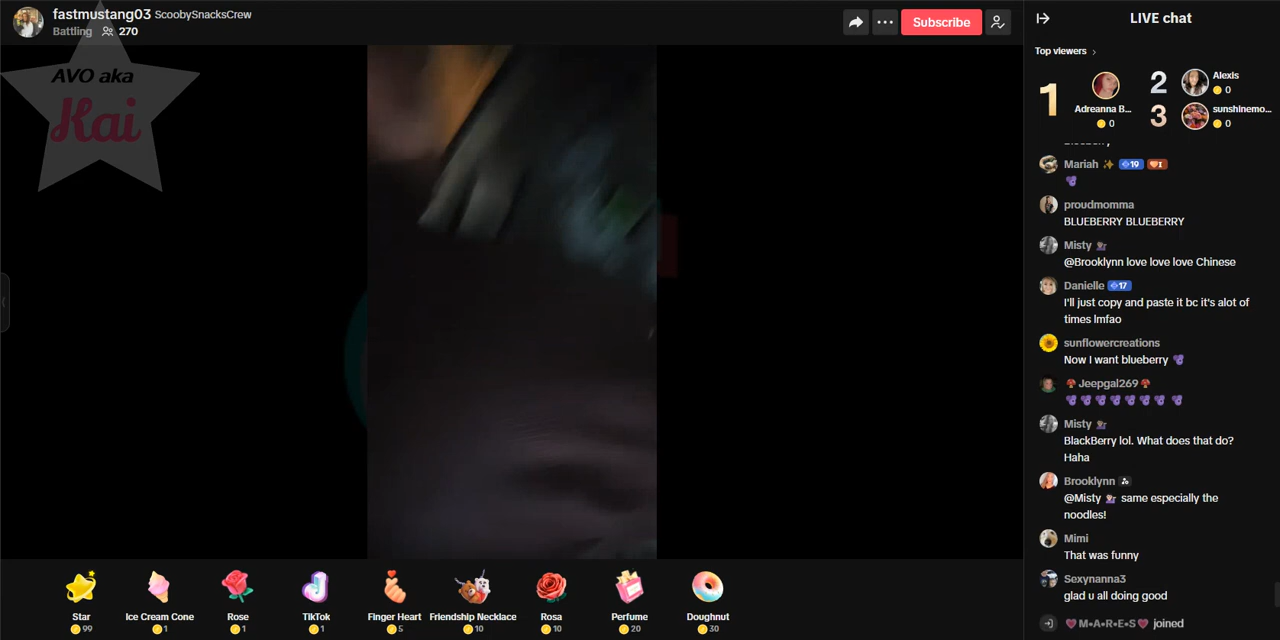 fastmustang03 ScoobySnacksCrew
Battling 270
Subscribe
AVO aka
Kai
LIVE chat
Top viewers
1
Adreanna B...
0
2
Alexis
0
3
sunshinemo...
0
Mariah 19 I
proudmomma
BLUEBERRY BLUEBERRY
Misty
@Brooklynn love love love Chinese
Danielle 17
I'll just copy and paste it bc it's alot of
times lmfao
sunflowercreations
Now I want blueberry
Jeepgal269
Misty
BlackBerry lol. What does that do?
Haha
Brooklynn
@Misty same especially the
noodles!
Mimi
That was funny
Sexynanna3
glad u all doing good
M•A•R•E•S joined
Star
99
Ice Cream Cone
1
Rose
1
TikTok
1
Finger Heart
5
Friendship Necklace
10
Rosa
10
Perfume
20
Doughnut
30